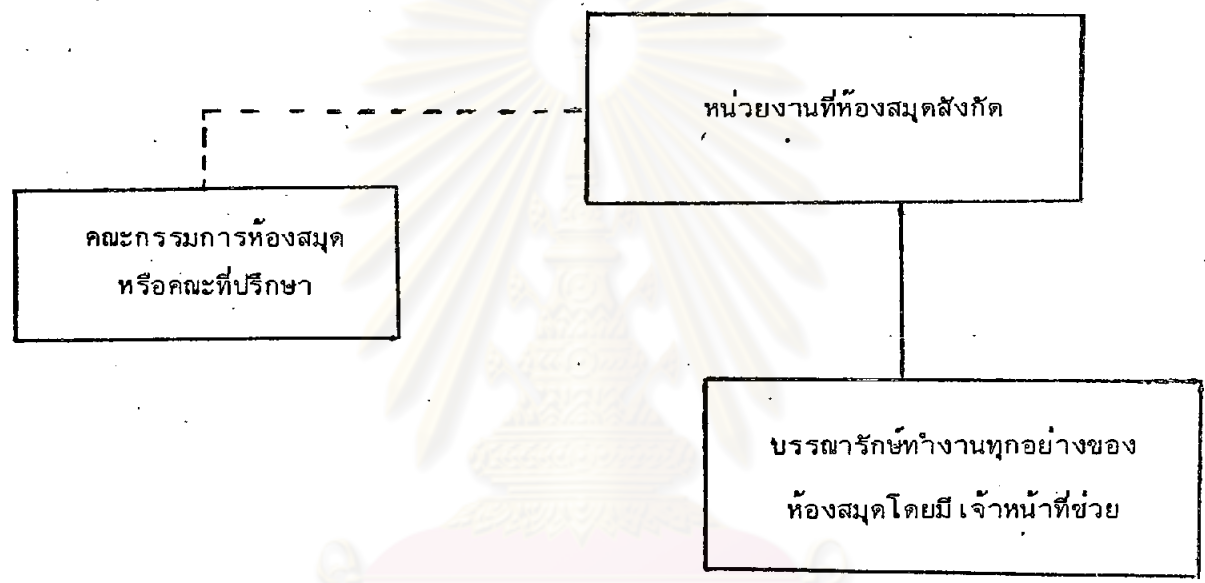 หน่วยงานที่ห้องสมุดสังกัด
คณะกรรมการห้องสมุด
หรือคณะที่ปรึกษา
บรรณารักษ์ทำงานทุกอย่างของ
ห้องสมุดโดยมีเจ้าหน้าที่ช่วย